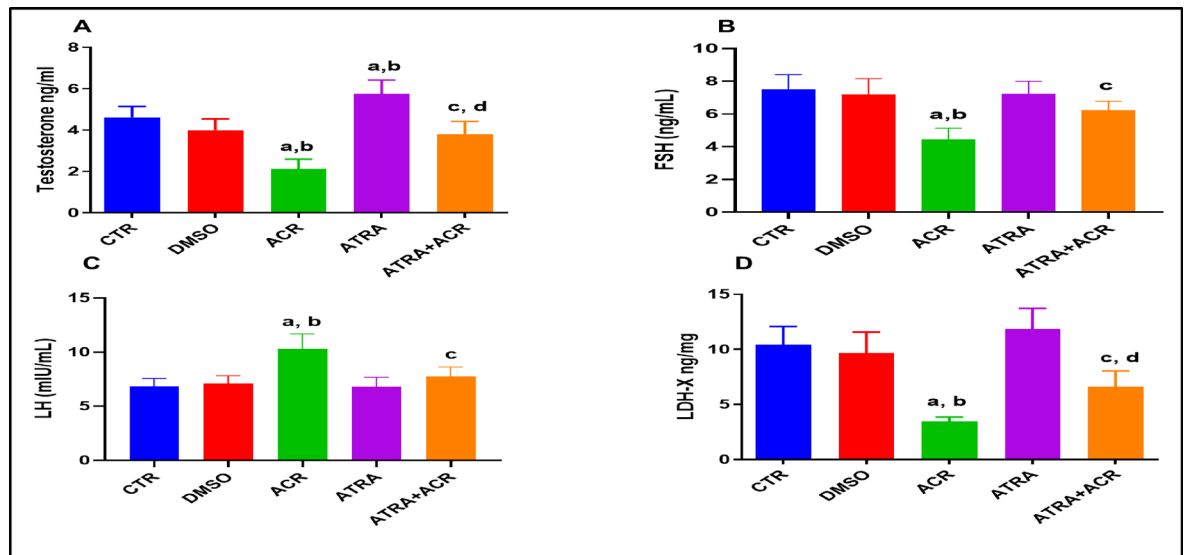 A
Testosterone ng/ml
8
6
4
2
0
a,b
a,b
c, d
CTR
DMSO
ACR
ATRA
ATRA+ACR
B
FSH (ng/mL)
10
8
6
4
2
0
a,b
c
CTR
DMSO
ACR
ATRA
ATRA+ACR
C
LH (mIU/mL)
15
10
5
0
a, b
c
CTR
DMSO
ACR
ATRA
ATRA+ACR
D
LDH-X ng/mg
15
10
5
0
a, b
c, d
CTR
DMSO
ACR
ATRA
ATRA+ACR